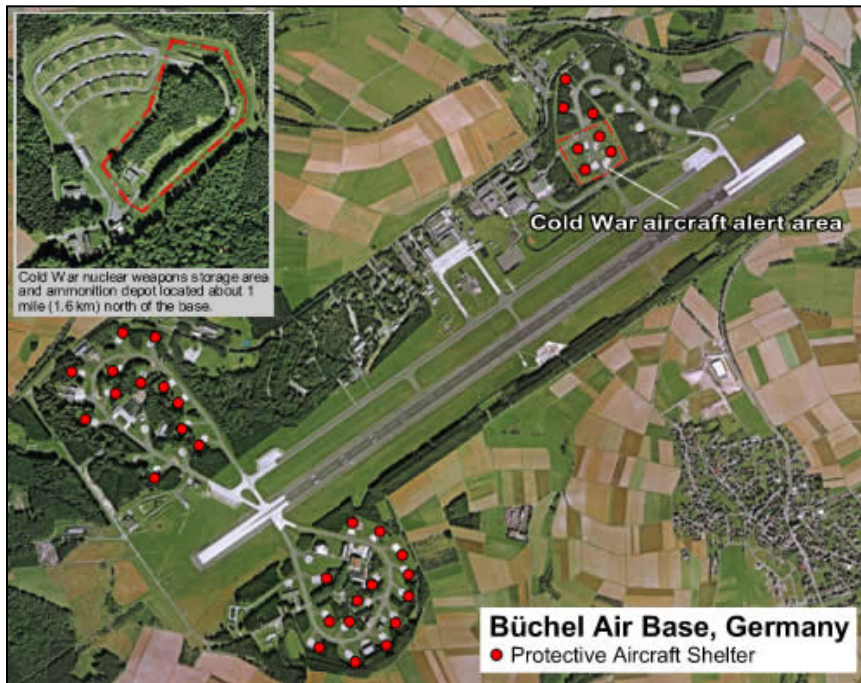 Cold War nuclear weapons storage area
and ammonition depot located about 1
mile (1.6 km) north of the base.
Cold War aircraft alert area
Büchel Air Base, Germany
Protective Aircraft Shelter